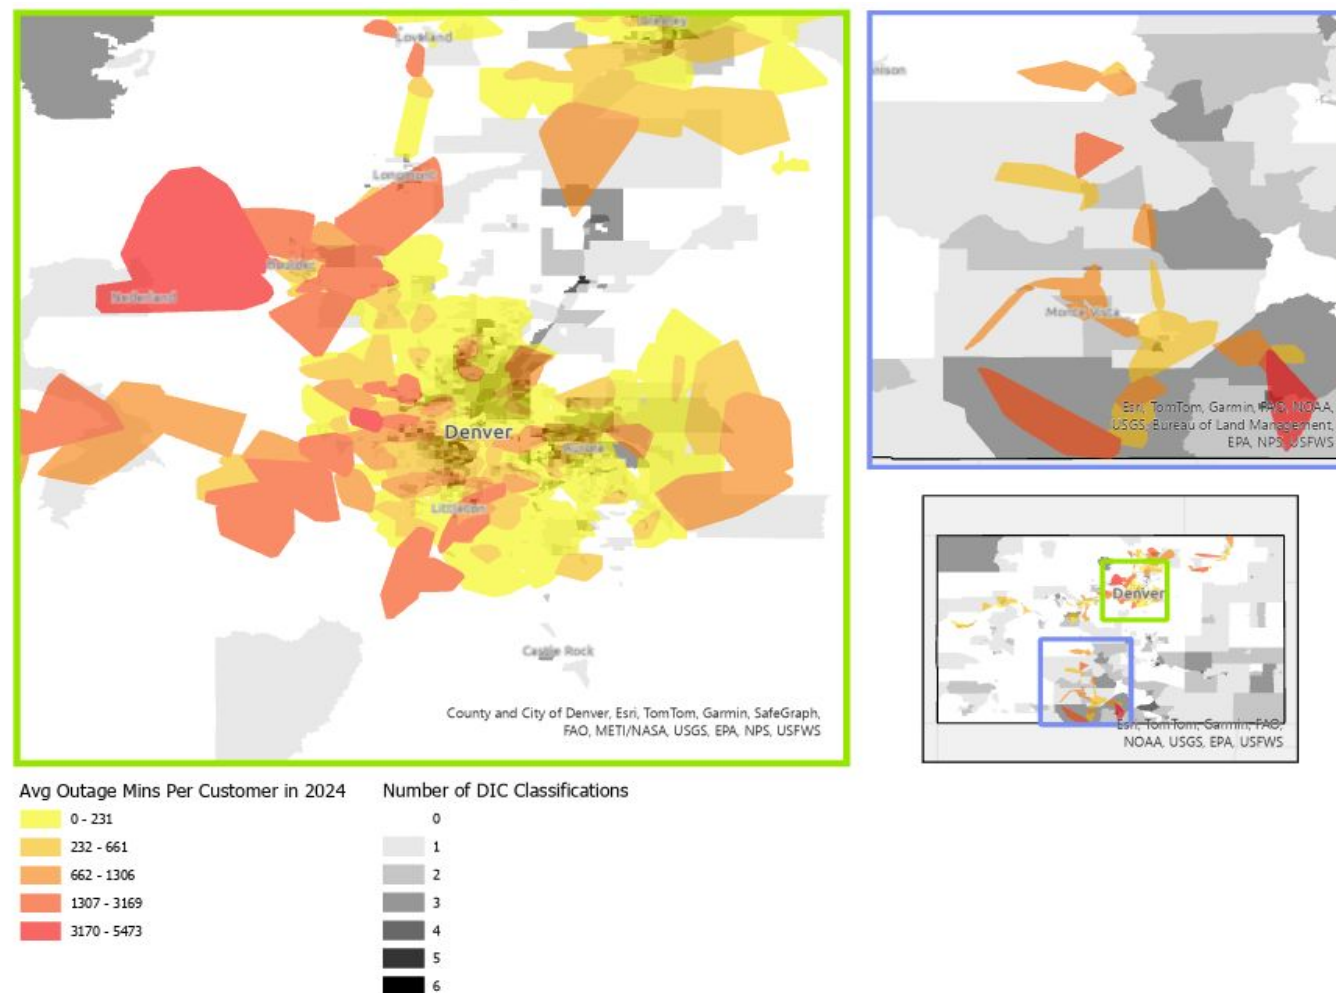 Greeley
Loveland
Longmont
Boulder
Nederland
Denver
Aurora
Littleton
Castle Rock
County and City of Denver, Esri, TomTom, Garmin, SafeGraph,
FAO, METI/NASA, USGS, EPA, NPS, USFWS
nison
Monte Vista
Esri, TomTom, Garmin, FAO, NOAA,
USGS, Bureau of Land Management,
EPA, NPS, USFWS
Denver
Esri, TomTom, Garmin, FAO,
NOAA, USGS, EPA, USFWS
Avg Outage Mins Per Customer in 2024
0 - 231
232 - 661
662 - 1306
1307 - 3169
3170 - 5473
Number of DIC Classifications
0
1
2
3
4
5
6